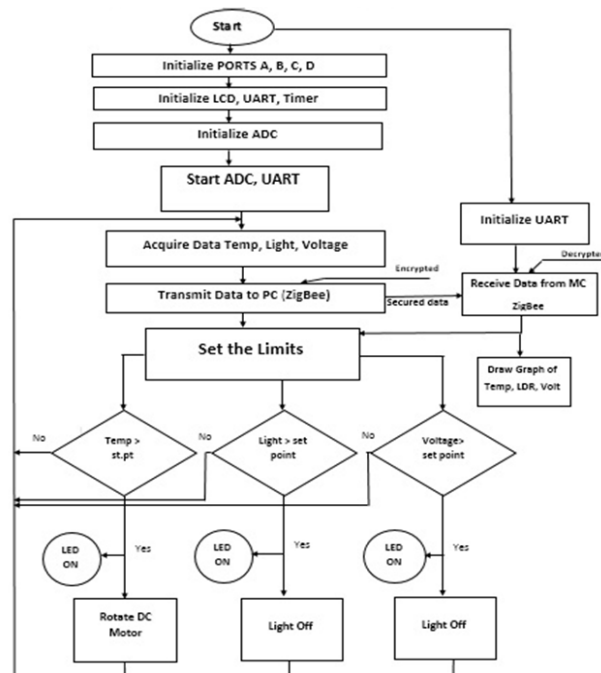 Start
Initialize PORTS A, B, C, D
Initialize LCD, UART, Timer
Initialize ADC
Start ADC, UART
Initialize UART
Acquire Data Temp, Light, Voltage
Encrypted
Decrypte
Transmit Data to PC (ZigBee)
Secured data
Receive Data from MC
ZigBee
Set the Limits
Draw Graph of
Temp, LDR, Volt
No
Temp >
st.pt
No
Light > set
point
No
Voltage>
set point
LED
ON
Yes
LED
ON
Yes
LED
ON
Yes
Rotate DC
Motor
Light Off
Light Off